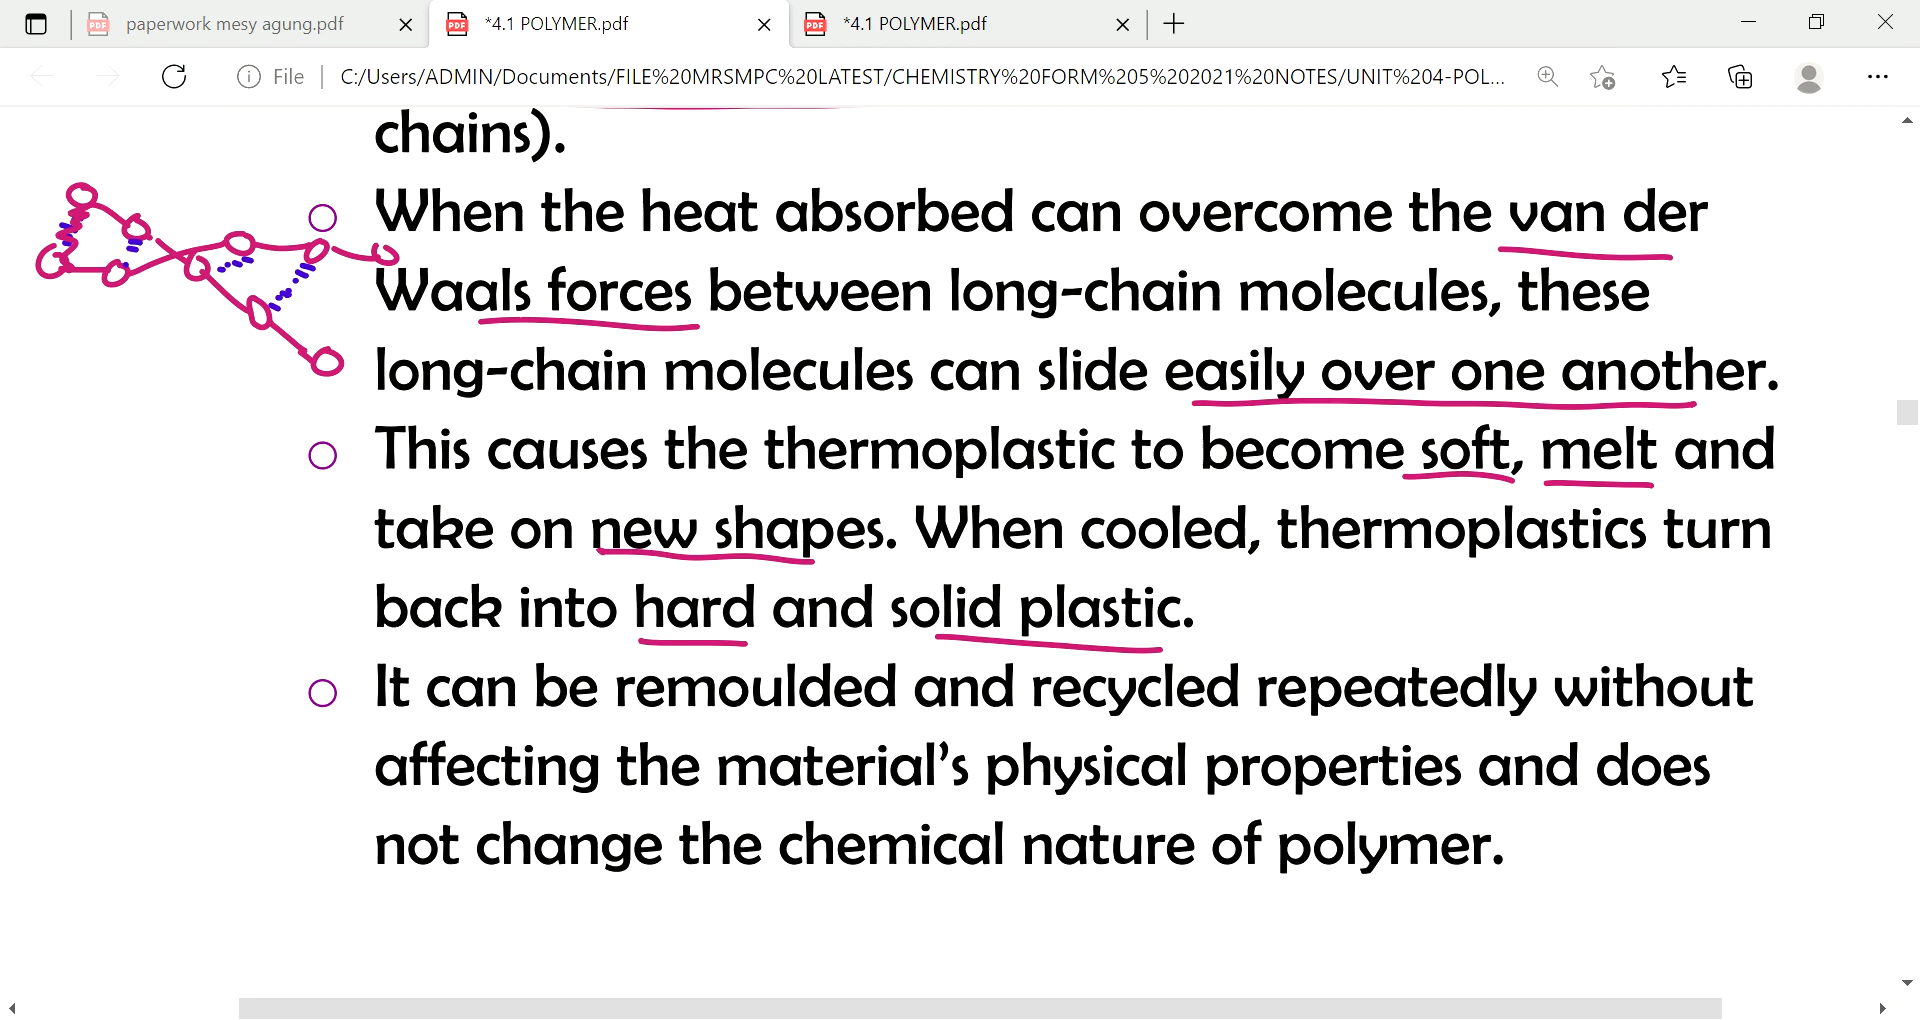 paperwork mesy agung.pdf
*4.1 POLYMER.pdf
*4.1 POLYMER.pdf
File
C:/Users/ADMIN/Documents/FILE%20MRSMPC%20LATEST/CHEMISTRY%20FORM%205%202021%20NOTES/UNIT%204-POL...
chains).
When the heat absorbed can overcome the van der
Waals forces between long-chain molecules, these
long-chain molecules can slide easily over one another.
This causes the thermoplastic to become soft, melt and
take on new shapes. When cooled, thermoplastics turn
back into hard and solid plastic.
It can be remoulded and recycled repeatedly without
affecting the material’s physical properties and does
not change the chemical nature of polymer.